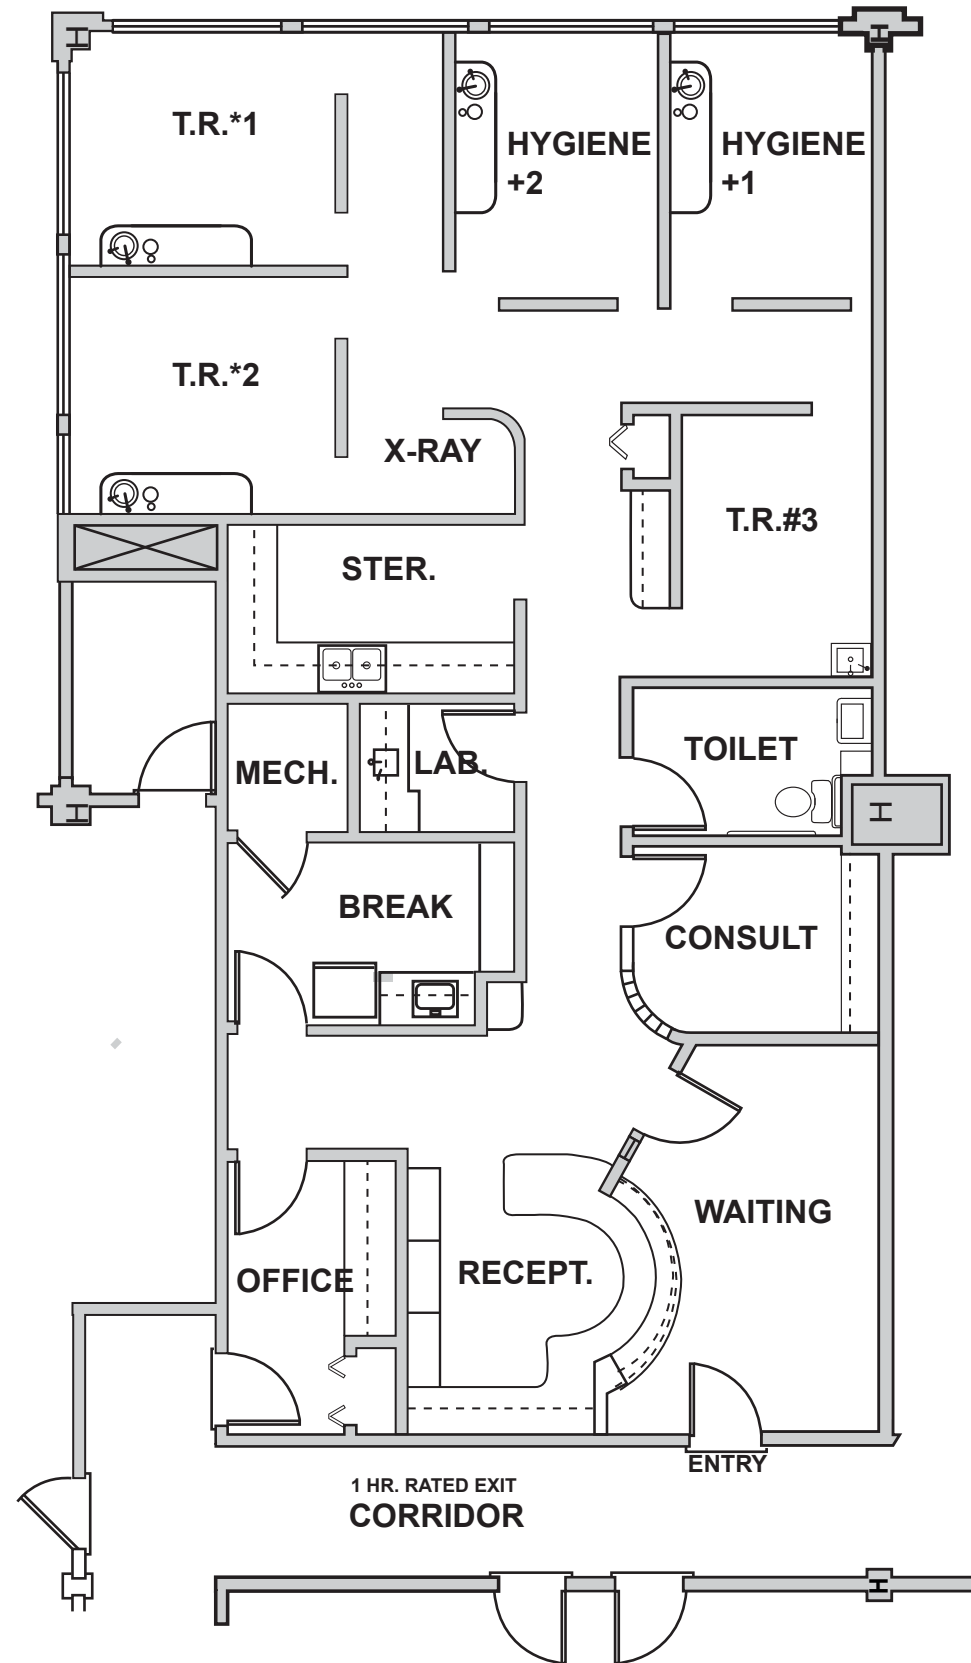 T.R.*1
HYGIENE
+2
HYGIENE
+1
T.R.*2
X-RAY
T.R.#3
STER.
TOILET
MECH.
LAB.
BREAK
CONSULT
WAITING
OFFICE
RECEPT.
ENTRY
1 HR. RATED EXIT
CORRIDOR